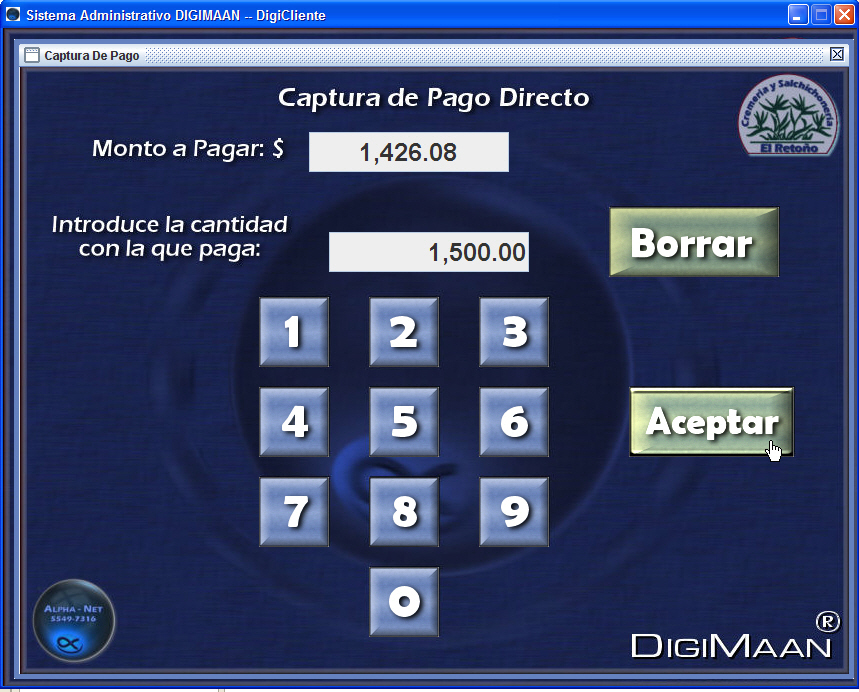 Sistema Administrativo DIGIMAAN -- DigiCliente
Captura De Pago
Captura de Pago Directo
Cremería y Salchichonería
El Retoño
Monto a Pagar: $ 1,426.08
Introduce la cantidad
con la que paga:
1,500.00
Borrar
1 2 3
4 5 6
Aceptar
7 8 9
0
ALPHA - NET
5549-7316
DIGIMAAN ®